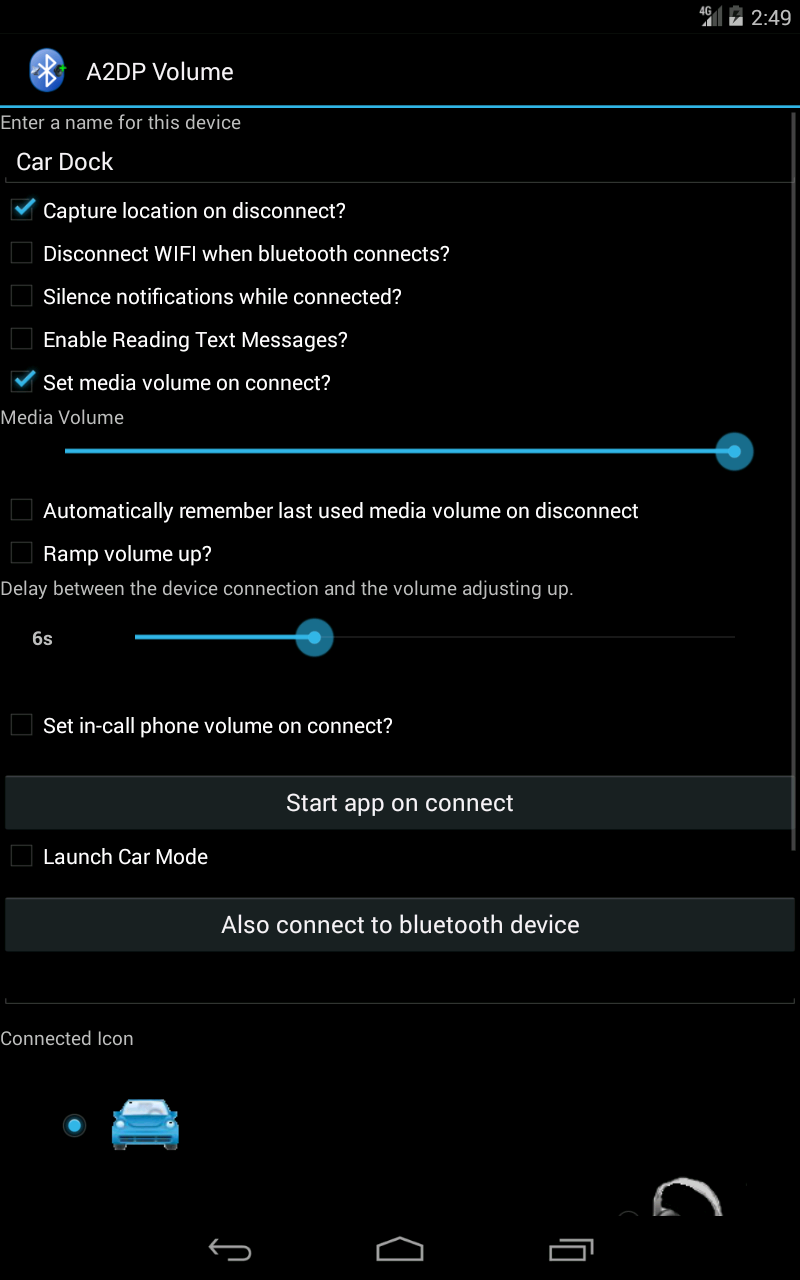 4G 2:49
A2DP Volume
Enter a name for this device
Car Dock
Capture location on disconnect?
Disconnect WIFI when bluetooth connects?
Silence notifications while connected?
Enable Reading Text Messages?
Set media volume on connect?
Media Volume
Automatically remember last used media volume on disconnect
Ramp volume up?
Delay between the device connection and the volume adjusting up.
6s
Set in-call phone volume on connect?
Start app on connect
Launch Car Mode
Also connect to bluetooth device
Connected Icon